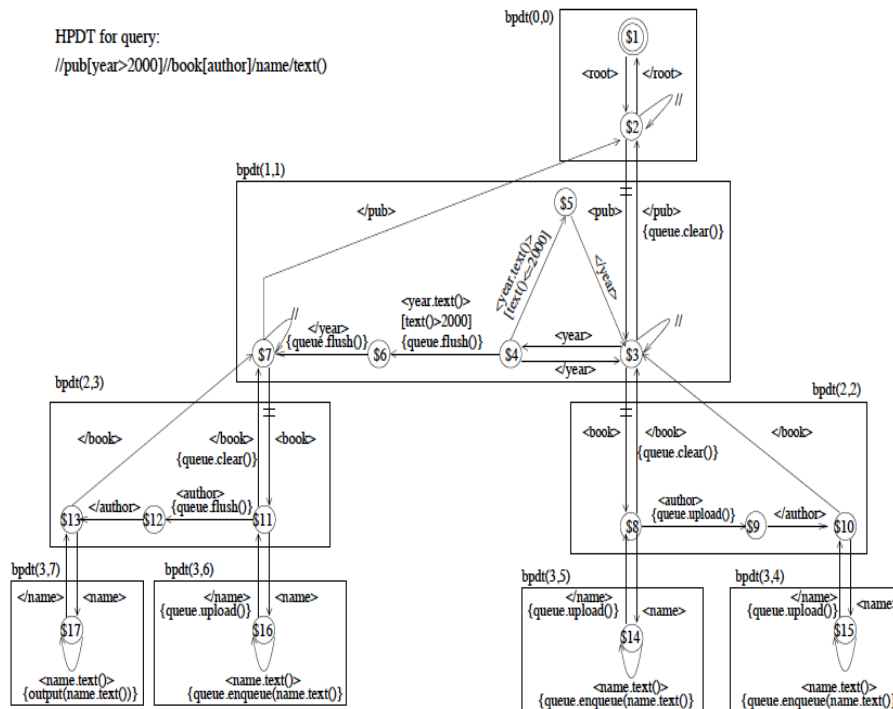 HPDT for query:
//pub[year>2000]//book[author]/name/text()
bpdt(0,0)
$1
<root>
</root>
//
$2
bpdt(1,1)
</pub>
$5
<pub>
</pub>
{queue.clear()}
<year.text()>
[text()<=2000]
</year>
<year.text()>
[text()>2000]
{queue.flush()}
</year>
{queue.flush()}
//
<year>
</year>
//
$7
$6
$4
$3
bpdt(2,3)
bpdt(2,2)
</book>
</book>
{queue.clear()}
<book>
<book>
</book>
{queue.clear()}
</book>
</author>
<author>
{queue.flush()}
<author>
{queue.upload()}
</author>
$13
$12
$11
$8
$9
$10
bpdt(3,7)
bpdt(3,6)
bpdt(3,5)
bpdt(3,4)
</name>
<name>
</name>
{queue.upload()}
<name>
</name>
{queue.upload()}
<name>
</name>
{queue.upload()}
<name>
$17
$16
$14
$15
<name.text()>
{output(name.text())}
<name.text()>
{queue.enqueue(name.text()}
<name.text()>
{queue.enqueue(name.text()}
<name.text()>
{queue.enqueue(name.text()}